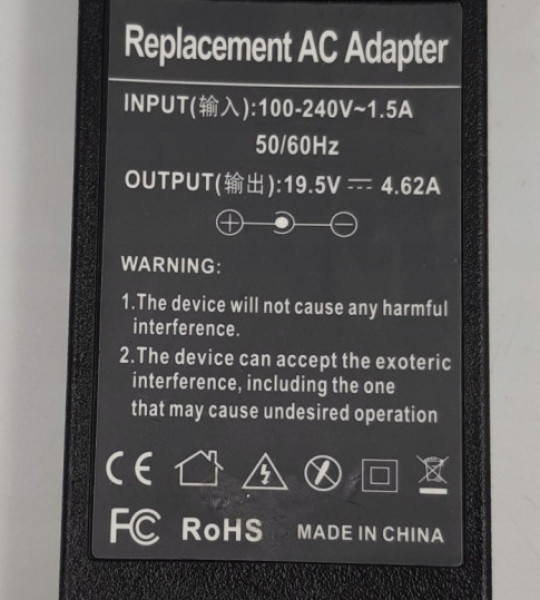 Replacement AC Adapter
INPUT(输入):100-240V~1.5A
50/60Hz
OUTPUT(输出):19.5V⎓4.62A
WARNING:
1.The device will not cause any harmful
interference.
2.The device can accept the exoteric
interference, including the one
that may cause undesired operation
CE
FC RoHS MADE IN CHINA